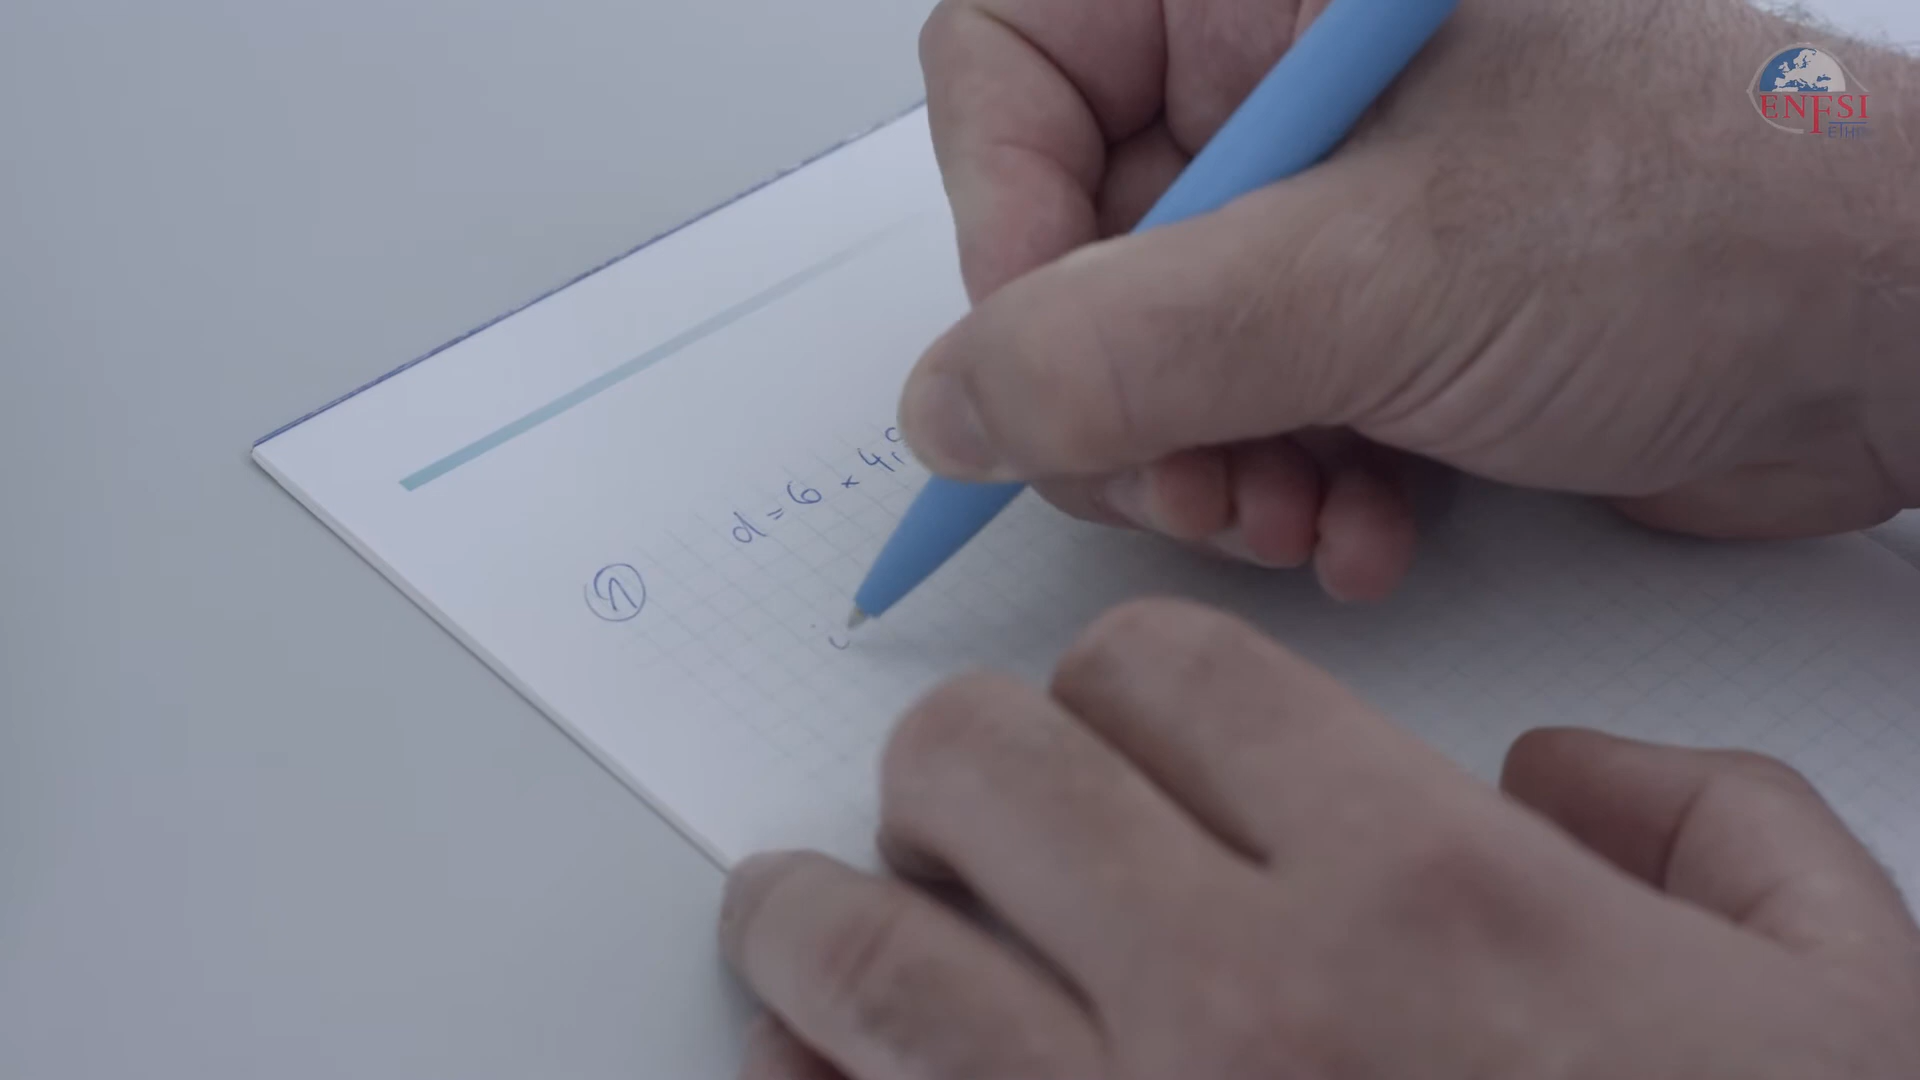 ENFSI
① d = 6 × 4,